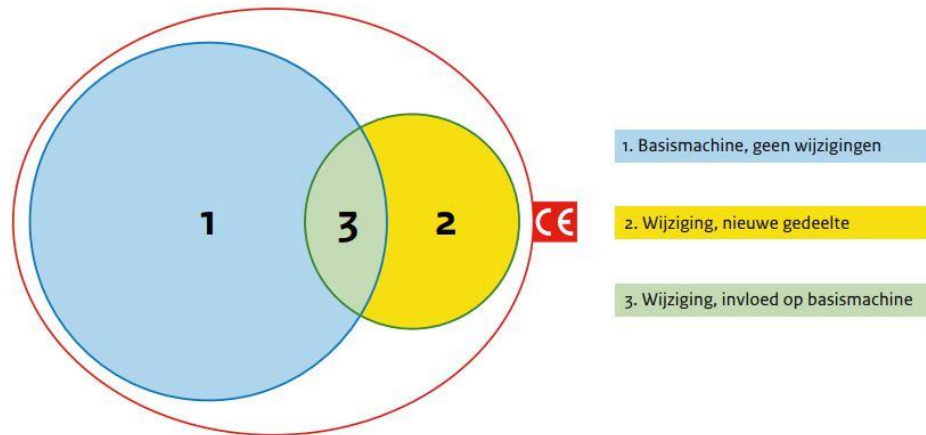 1
3
2
CE
1. Basismachine, geen wijzigingen
2. Wijziging, nieuwe gedeelte
3. Wijziging, invloed op basismachine